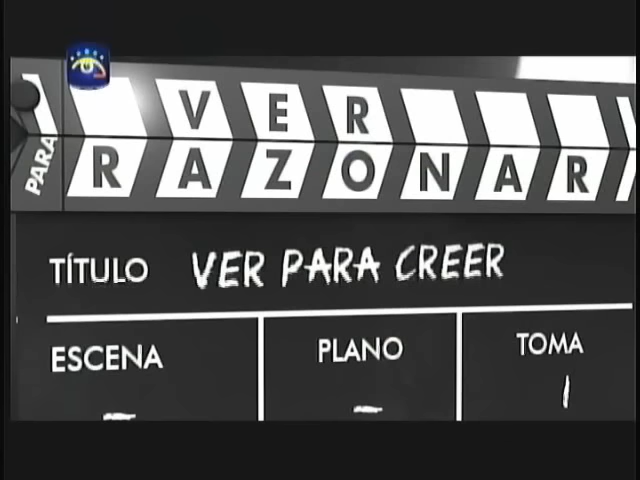 VER
PARA
RAZONAR
TÍTULO VER PARA CREER
ESCENA PLANO TOMA
1